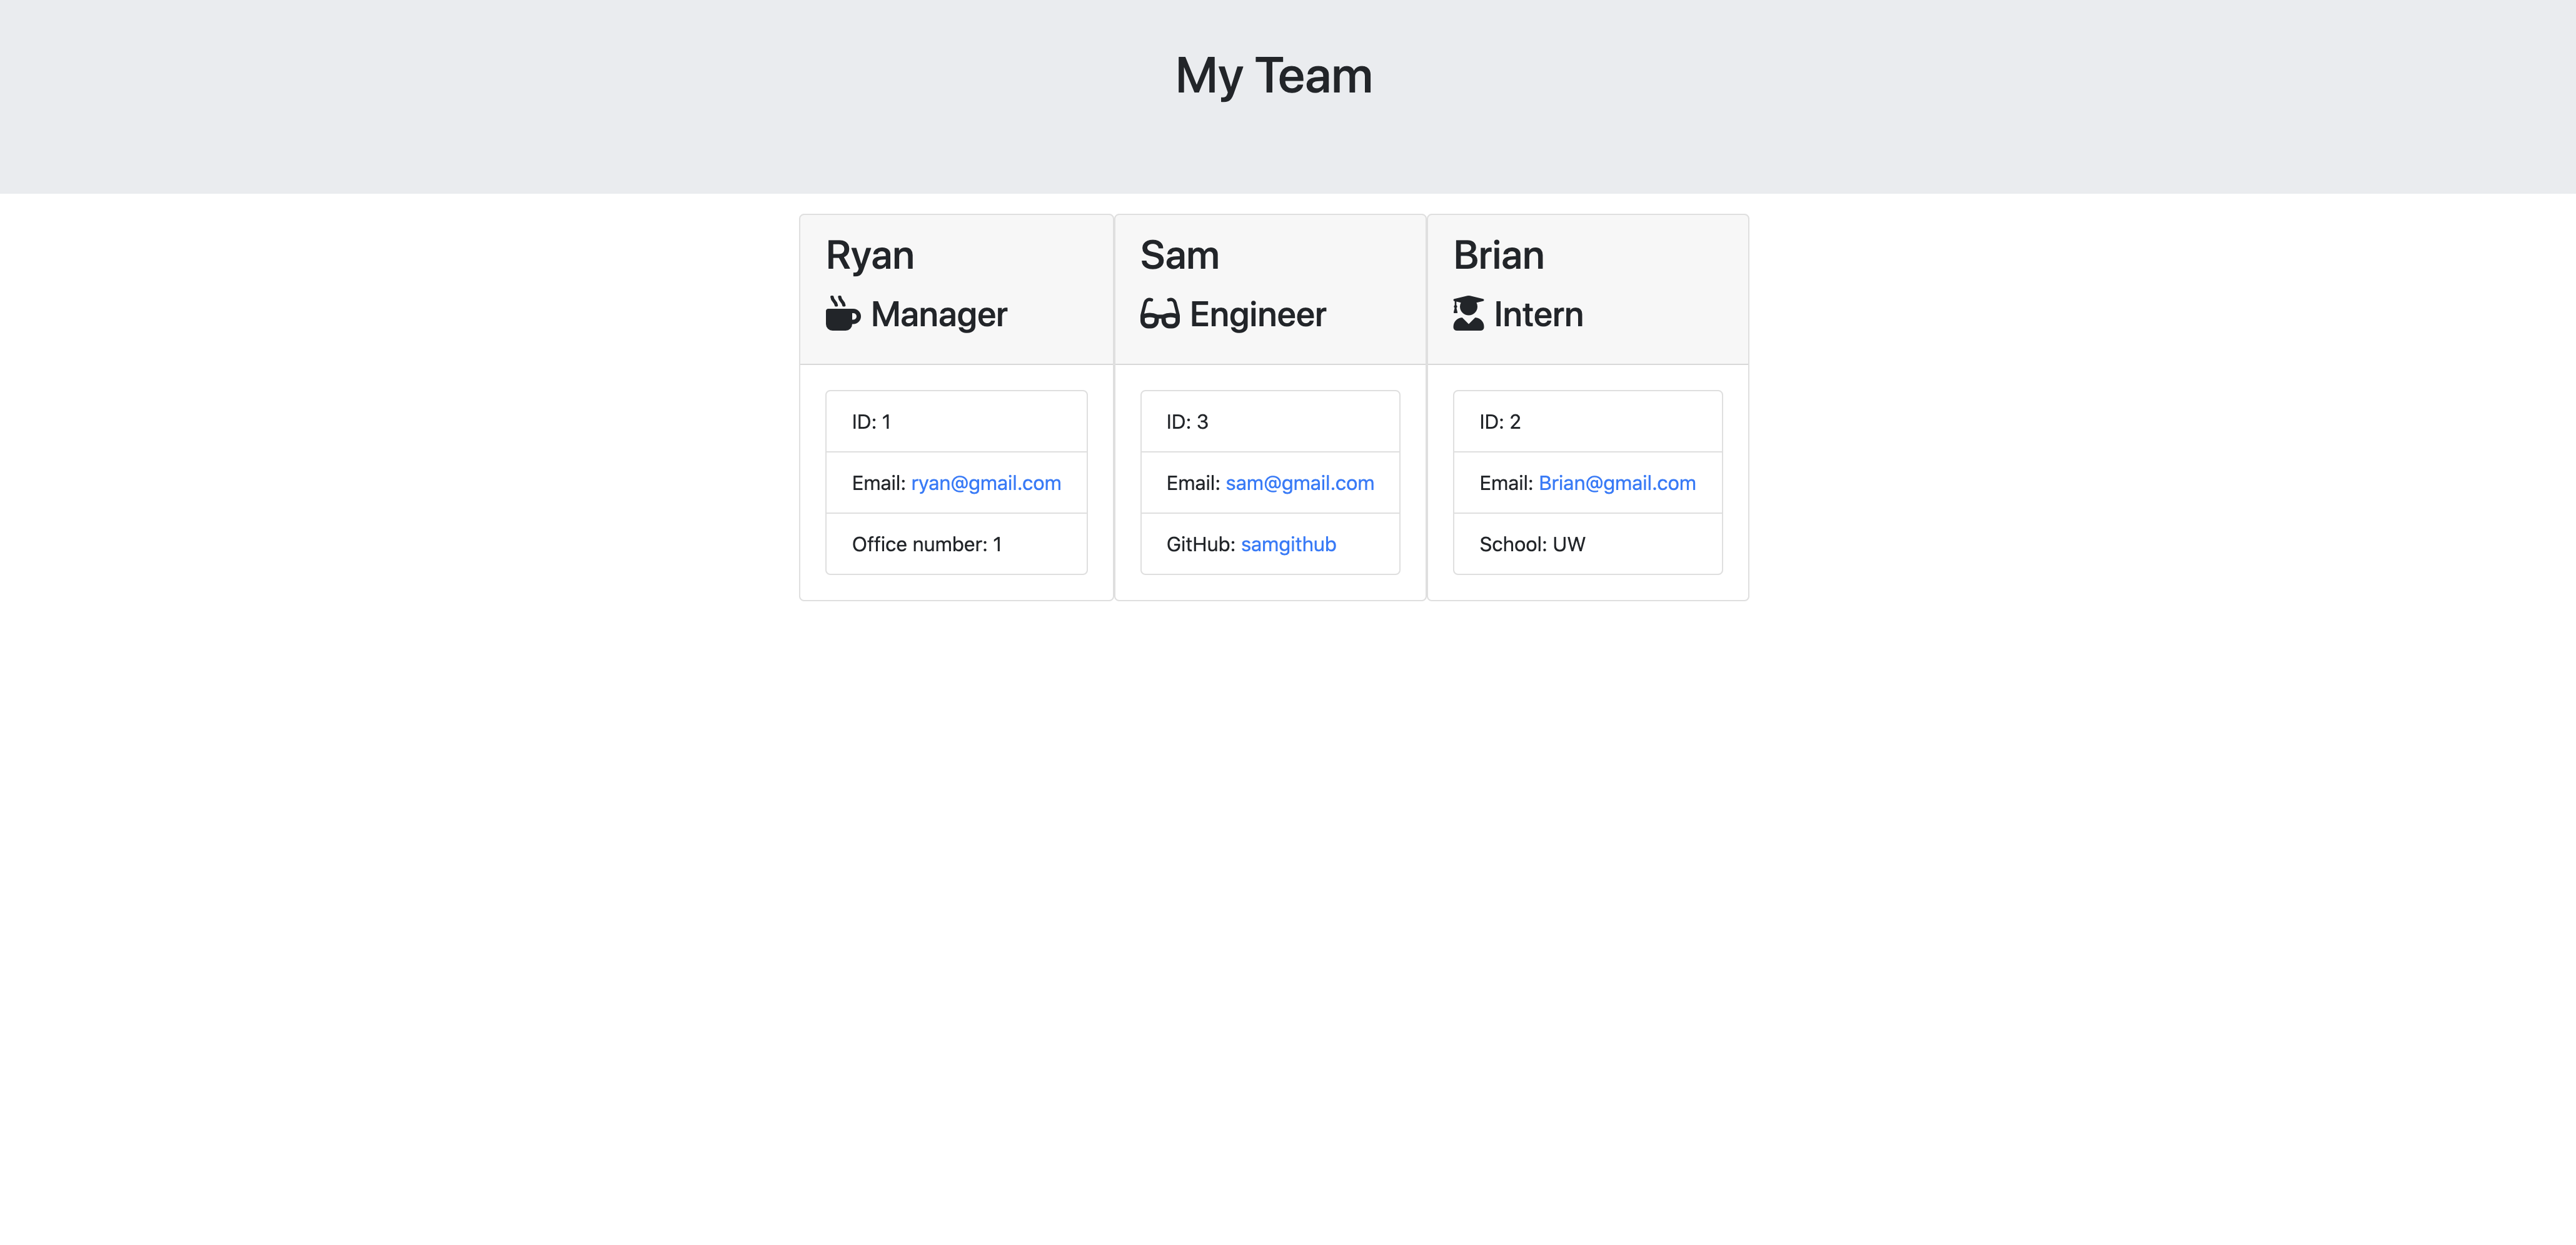 My Team
Ryan
Manager
ID: 1
Email: ryan@gmail.com
Office number: 1
Sam
Engineer
ID: 3
Email: sam@gmail.com
GitHub: samgithub
Brian
Intern
ID: 2
Email: Brian@gmail.com
School: UW